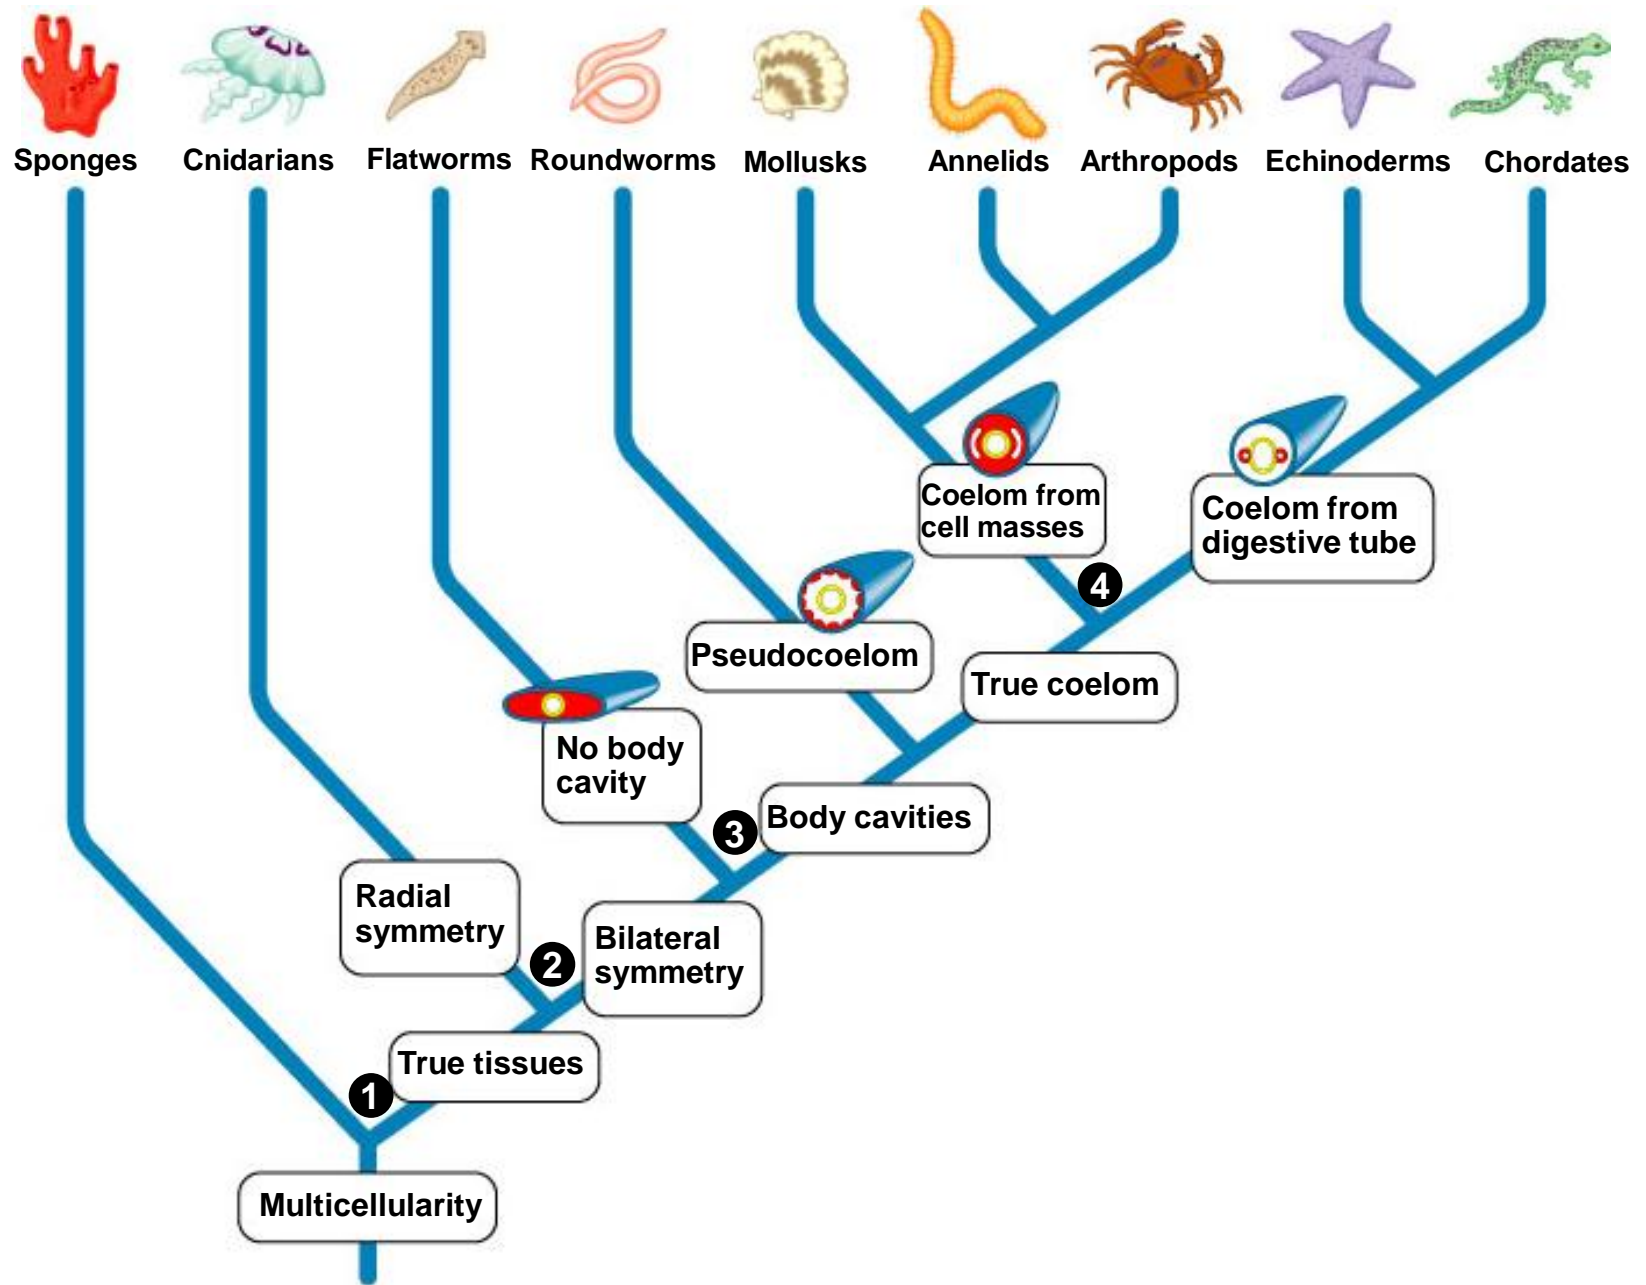 Sponges Cnidarians Flatworms Roundworms Mollusks Annelids Arthropods Echinoderms Chordates
Coelom from
cell masses
Coelom from
digestive tube
4
Pseudocoelom
True coelom
No body
cavity
3
Body cavities
Radial
symmetry
2
Bilateral
symmetry
1
True tissues
Multicellularity